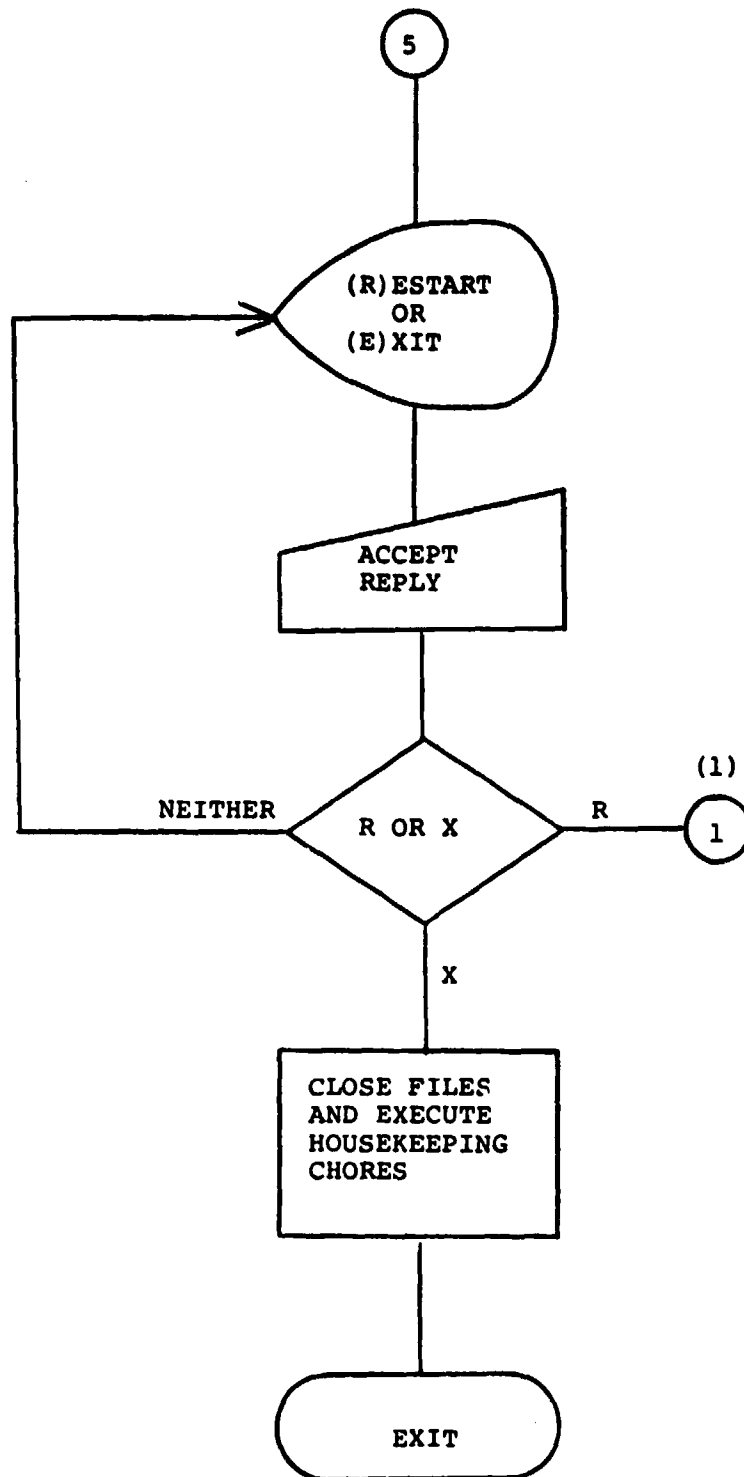 5
(R)ESTART
OR
(E)XIT
ACCEPT
REPLY
(1)
NEITHER
R OR X
R
1
X
CLOSE FILES
AND EXECUTE
HOUSEKEEPING
CHORES
EXIT